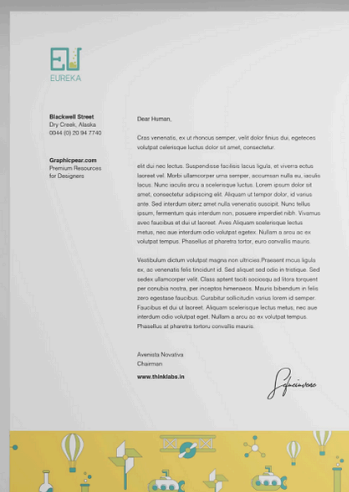 EUREKA
Blackwell Street
Dry Creek, Alaska
0044 (0) 20 94 7740
Graphicpear.com
Premium Resources
for Designers
Dear Human,
Cras venenatis, ex ut rhoncus semper, velit dolor finius dui, egeteces
volutpat celerisque luctus dolor sit amet, consectetur.
elit dui nec lectus. Suspendisse facilisis lacus ligula, et viverra ectus
laoreet vel. Morbi ullamcorper urna semper, accumsan nulla eu, iaculis
lacus. Nunc iaculis arcu a scelerisque luctus. Lorem ipsum dolor sit
amet, consectetur adipiscing elit. Aliquam ut tempor dolor, id varius
ante. Sed interdum siterz amet nulla venenatis suscipit. Nunc tellus
ipsum, fermentum quis interdum non, posuere imperdiet nibh. Vivamus
avec faucibus et dui ut laoreet. Aves Aliquam scelerisque lectus
metus, nec aue interdum odio volutpat egetex. Nullam a arcu ac ex
volutpat tempus. Phasellus at pharetra tortor, euro convallis mauris.
Vestibulum dictum volutpat magna non ultricies Praesent mcus ligula
ex, ac venenatis felis tincidunt id. Sed aliquet sed odio in tristique. Sed
sedex ullamcorper velit. Class aptent taciti sociosqu ad litora torquent
per conubia nostra, per inceptos himenaeos. Mauris bibendum in felis
zero egestase faucibus. Curabitur sollicitudin varius lorem id semper.
Faucibus et dui ut laoreet. Aliquam scelerisque lectus metus, nec aue
interdum odio volutpat eget. Nullam a arcu ac ex volutpat tempus.
Phasellus at pharetra tortoru convallis mauris.
Avenida Novativa
Chairman
www.thinklabs.in